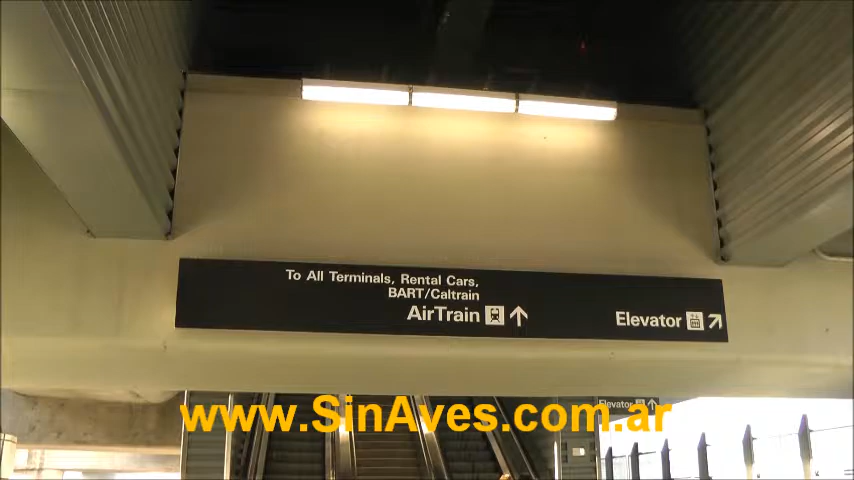 To All Terminals, Rental Cars,
BART/Caltrain
AirTrain
Elevator
Elevator
www.SinAves.com.ar